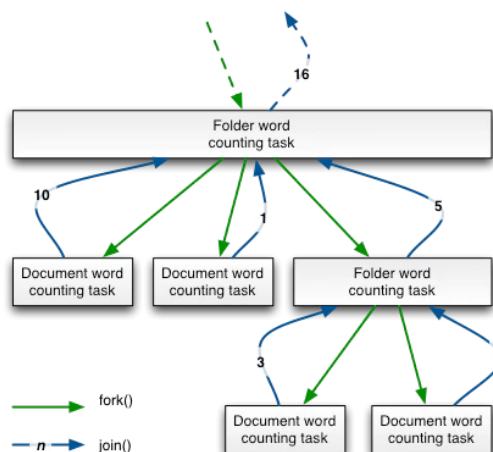 16
Folder word
counting task
10
1
5
Document word
counting task
Document word
counting task
Folder word
counting task
3
fork()
Document word
counting task
Document word
counting task
n
join()